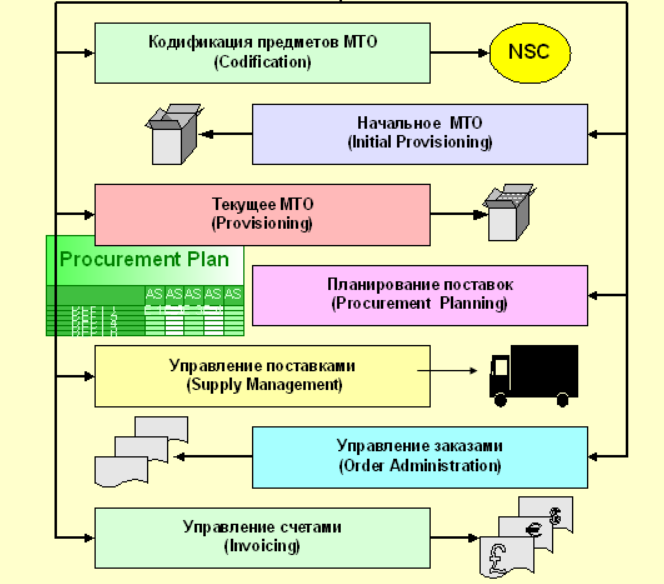 Кодификация предметов МТО
(Codification)
NSC
Начальное МТО
(Initial Provisioning)
Текущее МТО
(Provisioning)
Procurement Plan
AS AS AS AS AS
Планирование поставок
(Procurement Planning)
Управление поставками
(Supply Management)
Управление заказами
(Order Administration)
Управление счетами
(Invoicing)
$
€
£